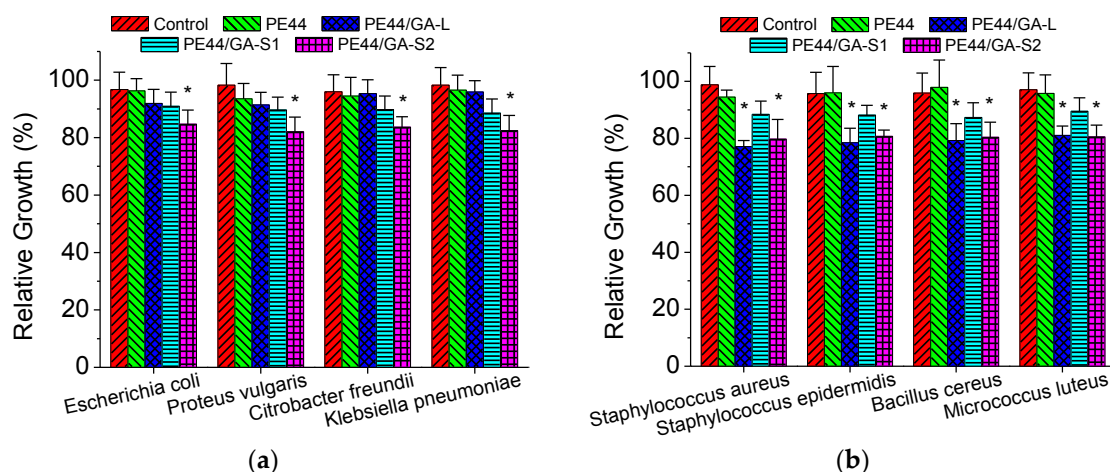 Control PE44 PE44/GA-L
PE44/GA-S1 PE44/GA-S2
Relative Growth (%)
100
80
60
40
20
0
* * * *
Escherichia coli
Proteus vulgaris
Citrobacter freundii
Klebsiella pneumoniae
(a)
Control PE44 PE44/GA-L
PE44/GA-S1 PE44/GA-S2
Relative Growth (%)
100
80
60
40
20
0
* * * * * * * *
Staphylococcus aureus
Staphylococcus epidermidis
Bacillus cereus
Micrococcus luteus
(b)